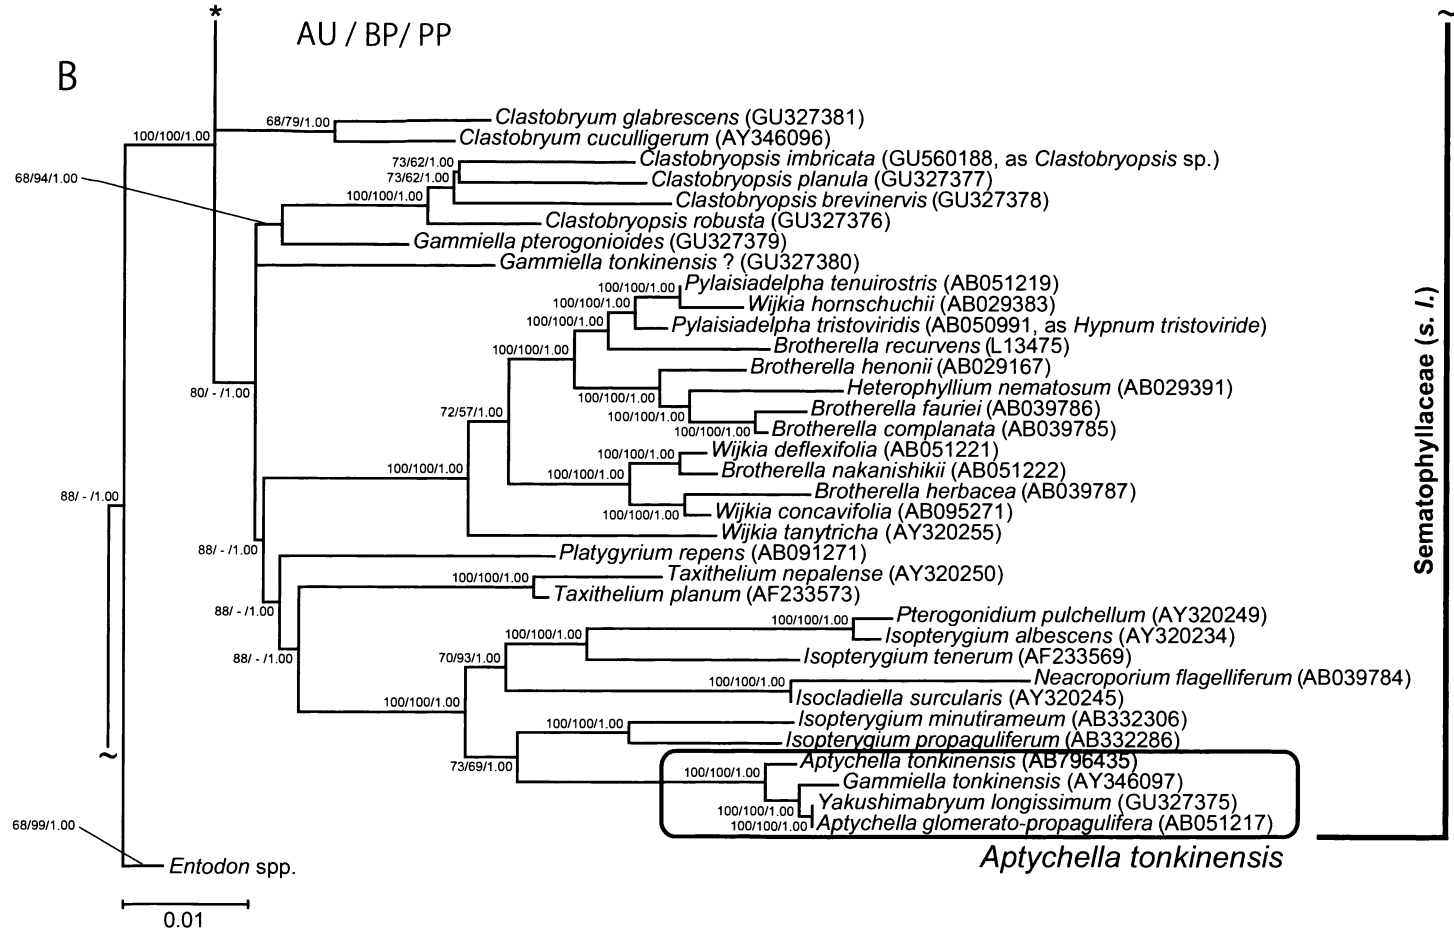 *
AU / BP/ PP
B
68/79/1.00
Clastobryum glabrescens (GU327381)
100/100/1.00
Clastobryum cuculligerum (AY346096)
73/62/1.00
Clastobryopsis imbricata (GU560188, as Clastobryopsis sp.)
68/94/1.00
73/62/1.00
Clastobryopsis planula (GU327377)
100/100/1.00
Clastobryopsis brevinervis (GU327378)
Clastobryopsis robusta (GU327376)
Gammiella pterogonioides (GU327379)
Gammiella tonkinensis ? (GU327380)
100/100/1.00
Pylaisiadelpha tenuirostris (AB051219)
100/100/1.00
Wijkia hornschuchii (AB029383)
100/100/1.00
Pylaisiadelpha tristoviridis (AB050991, as Hypnum tristoviride)
100/100/1.00
Brotherella recurvens (L13475)
Brotherella henonii (AB029167)
80/ - /1.00
100/100/1.00
Heterophyllium nematosum (AB029391)
72/57/1.00
100/100/1.00
Brotherella fauriei (AB039786)
100/100/1.00
Brotherella complanata (AB039785)
Wijkia deflexifolia (AB051221)
100/100/1.00
100/100/1.00
Brotherella nakanishikii (AB051222)
88/ - /1.00
Brotherella herbacea (AB039787)
100/100/1.00
Wijkia concavifolia (AB095271)
Wijkia tanytricha (AY320255)
88/ - /1.00
Platygyrium repens (AB091271)
100/100/1.00
Taxithelium nepalense (AY320250)
Taxithelium planum (AF233573)
88/ - /1.00
100/100/1.00
Pterogonidium pulchellum (AY320249)
100/100/1.00
Isopterygium albescens (AY320234)
88/ - /1.00
70/93/1.00
Isopterygium tenerum (AF233569)
100/100/1.00
Neacroporium flagelliferum (AB039784)
100/100/1.00
Isocladiella surcularis (AY320245)
100/100/1.00
Isopterygium minutirameum (AB332306)
Isopterygium propaguliferum (AB332286)
73/69/1.00
100/100/1.00
Aptychella tonkinensis (AB796435)
Gammiella tonkinensis (AY346097)
100/100/1.00
Yakushimabryum longissimum (GU327375)
68/99/1.00
100/100/1.00
Aptychella glomerato-propagulifera (AB051217)
Aptychella tonkinensis
Entodon spp.
0.01
~
~
Sematophyllaceae (s. l.)